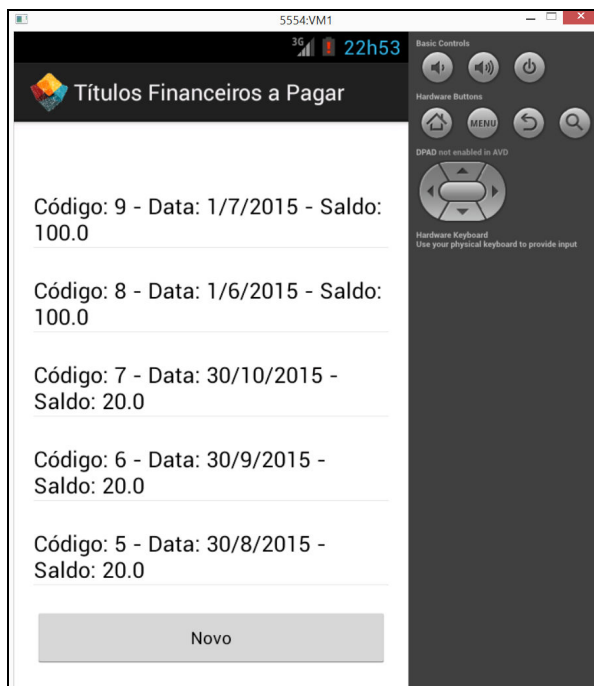 5554:VM1
3G 22h53
Títulos Financeiros a Pagar
Código: 9 - Data: 1/7/2015 - Saldo:
100.0
Código: 8 - Data: 1/6/2015 - Saldo:
100.0
Código: 7 - Data: 30/10/2015 -
Saldo: 20.0
Código: 6 - Data: 30/9/2015 -
Saldo: 20.0
Código: 5 - Data: 30/8/2015 -
Saldo: 20.0
Novo
Basic Controls
Hardware Buttons
MENU
DPAD not enabled in AVD
Hardware Keyboard
Use your physical keyboard to provide input